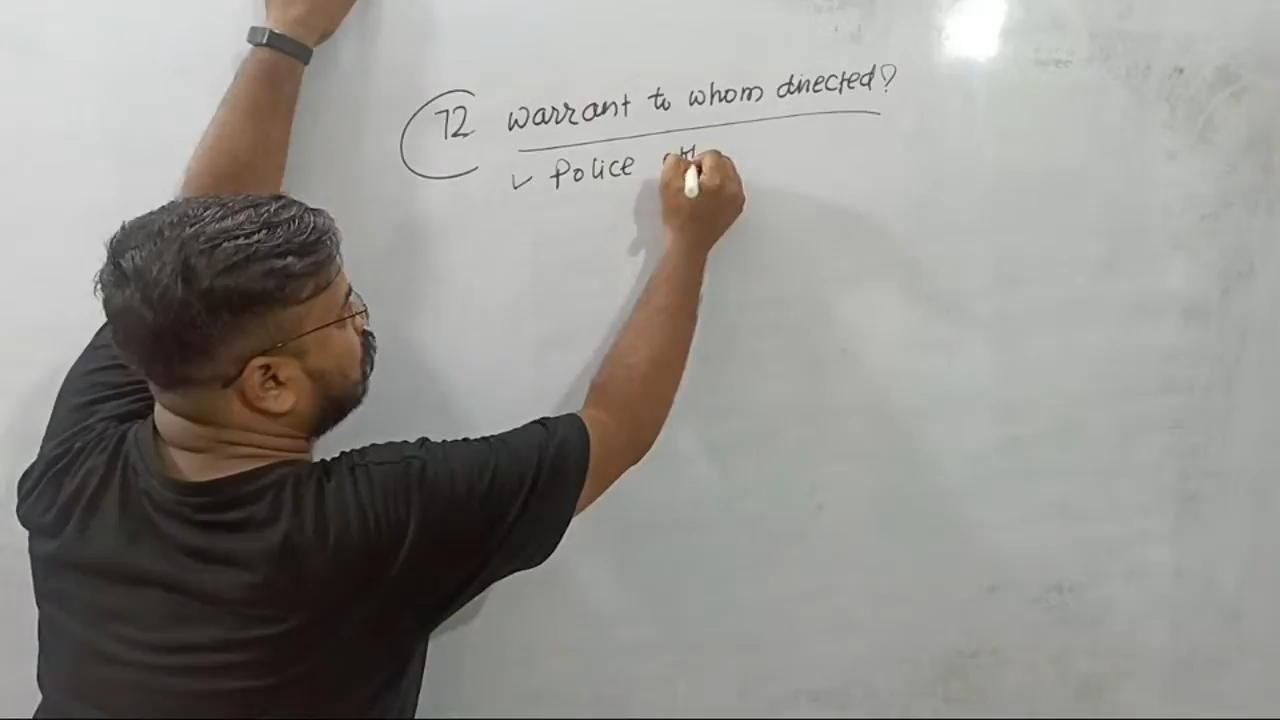 72 warrant to whom directed?
✓ Police